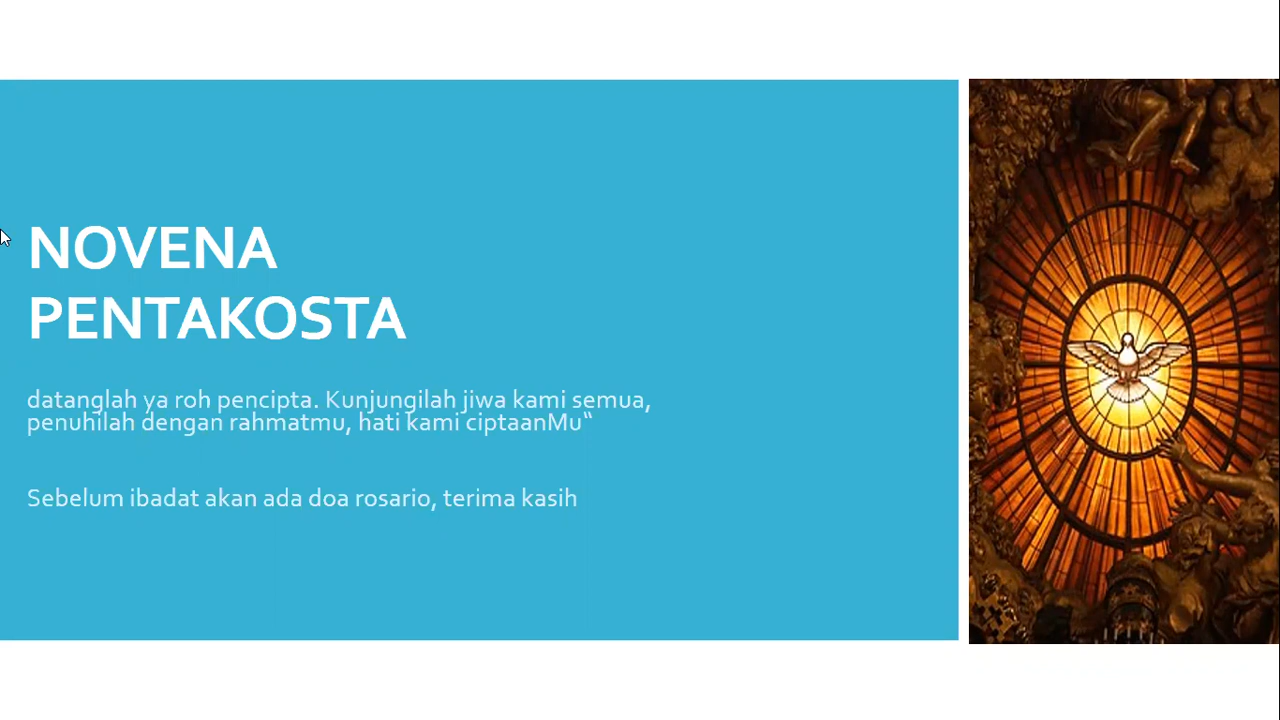 NOVENA
PENTAKOSTA
datanglah ya roh pencipta. Kunjungilah jiwa kami semua,
penuhilah dengan rahmatmu, hati kami ciptaanMu“
Sebelum ibadat akan ada doa rosario, terima kasih